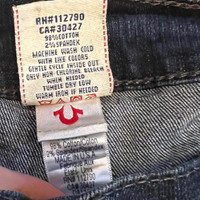 RN#112790
CA#30427
98%COTTON
2%SPANDEX
MACHINE WASH COLD
WITH LIKE COLORS
GENTLE CYCLE INSIDE OUT
ONLY NON-CHLORINE BLEACH
WHEN NEEDED
TUMBLE DRY LOW
WARM IRON IF NEEDED